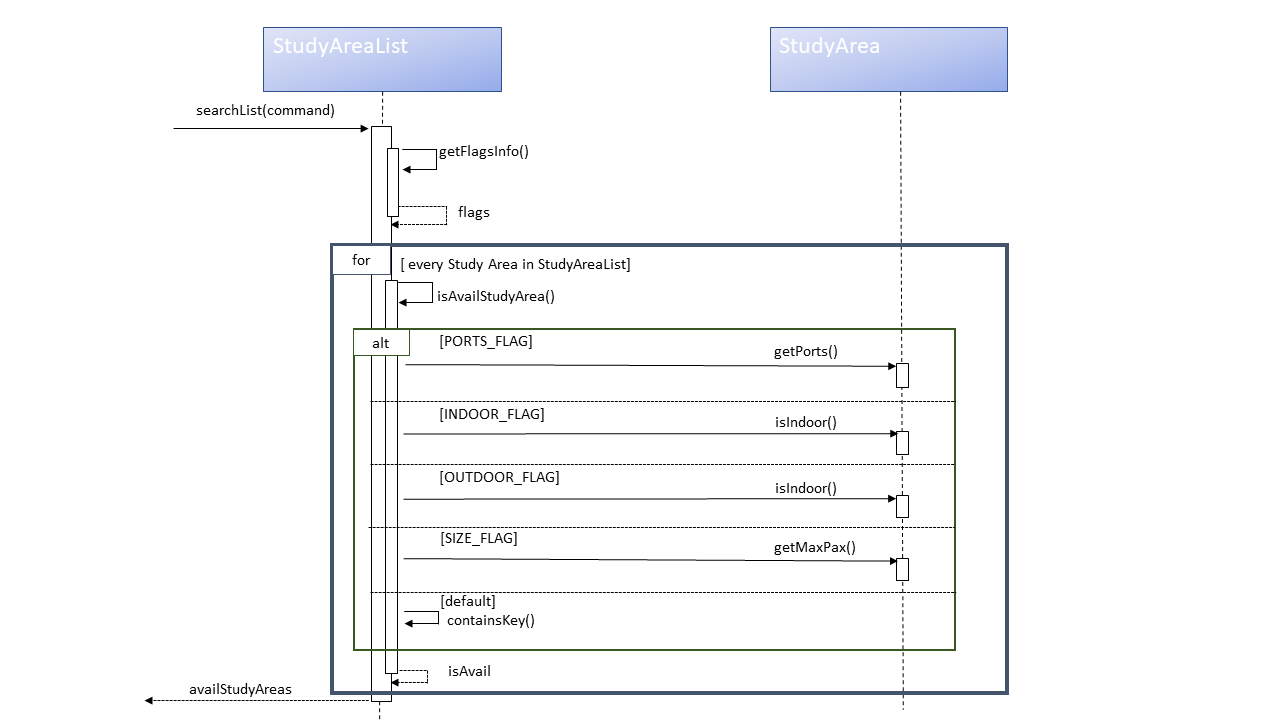 StudyAreaList
StudyArea
searchList(command)
getFlagsInfo()
flags
for
[ every Study Area in StudyAreaList]
isAvailStudyArea()
alt
[PORTS_FLAG]
getPorts()
[INDOOR_FLAG]
isIndoor()
[OUTDOOR_FLAG]
isIndoor()
[SIZE_FLAG]
getMaxPax()
[default]
containsKey()
isAvail
availStudyAreas